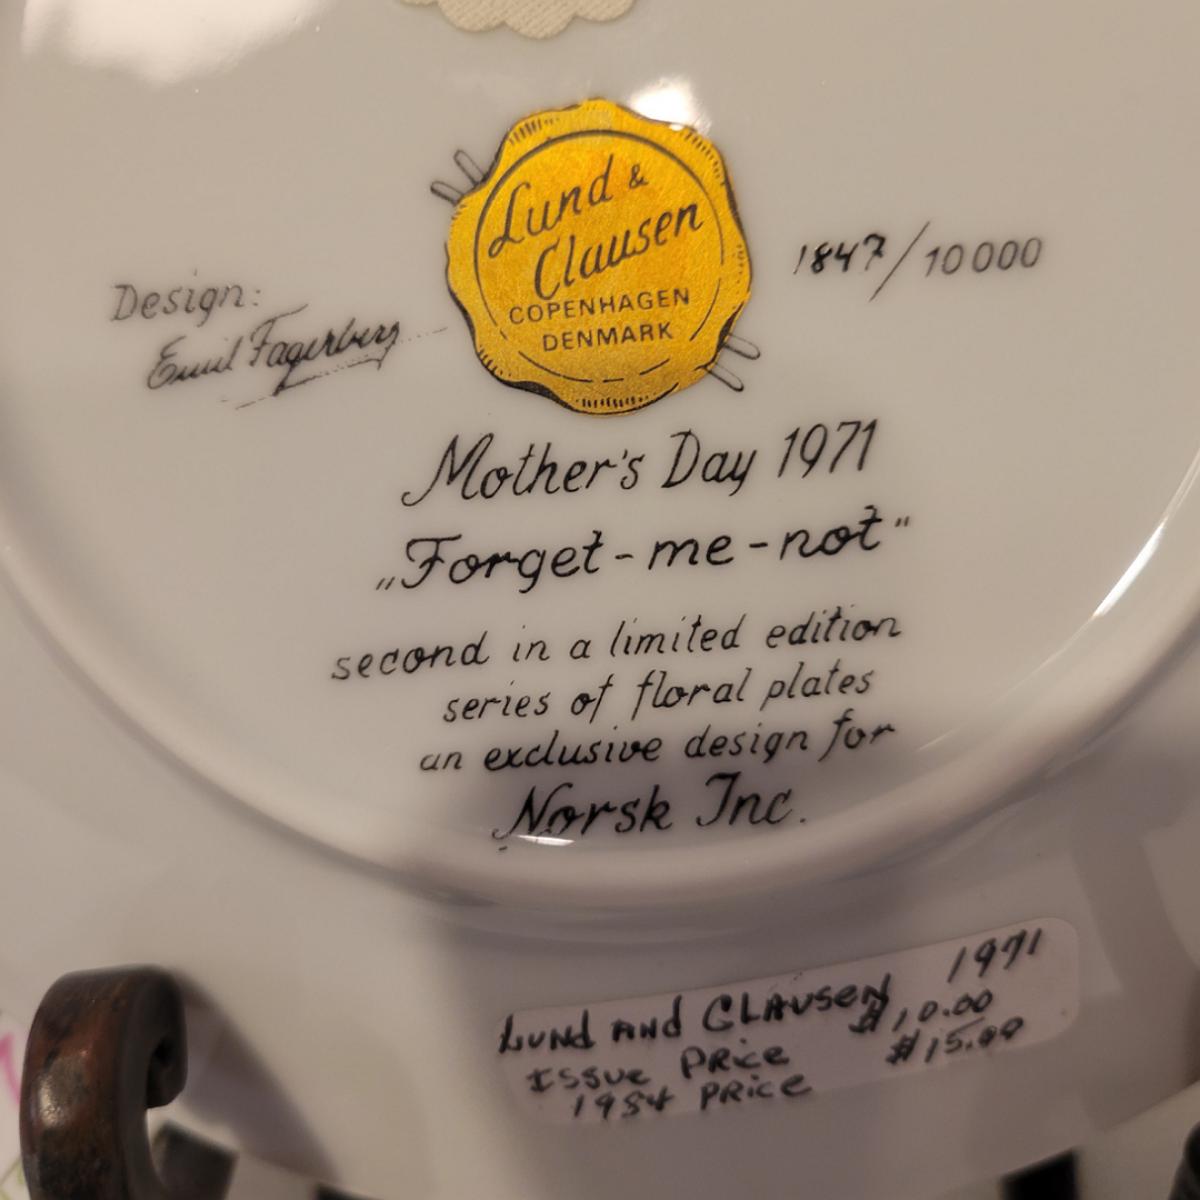 Lund &
Clausen
COPENHAGEN
DENMARK
Design:
Emil Fagerberg
1847/10000
Mother's Day 1971
„Forget-me-not"
second in a limited edition
series of floral plates
an exclusive design for
Norsk Inc.
LUND AND CLAUSEN 1971
ISSUE PRICE $10.00
1984 PRICE $15.00